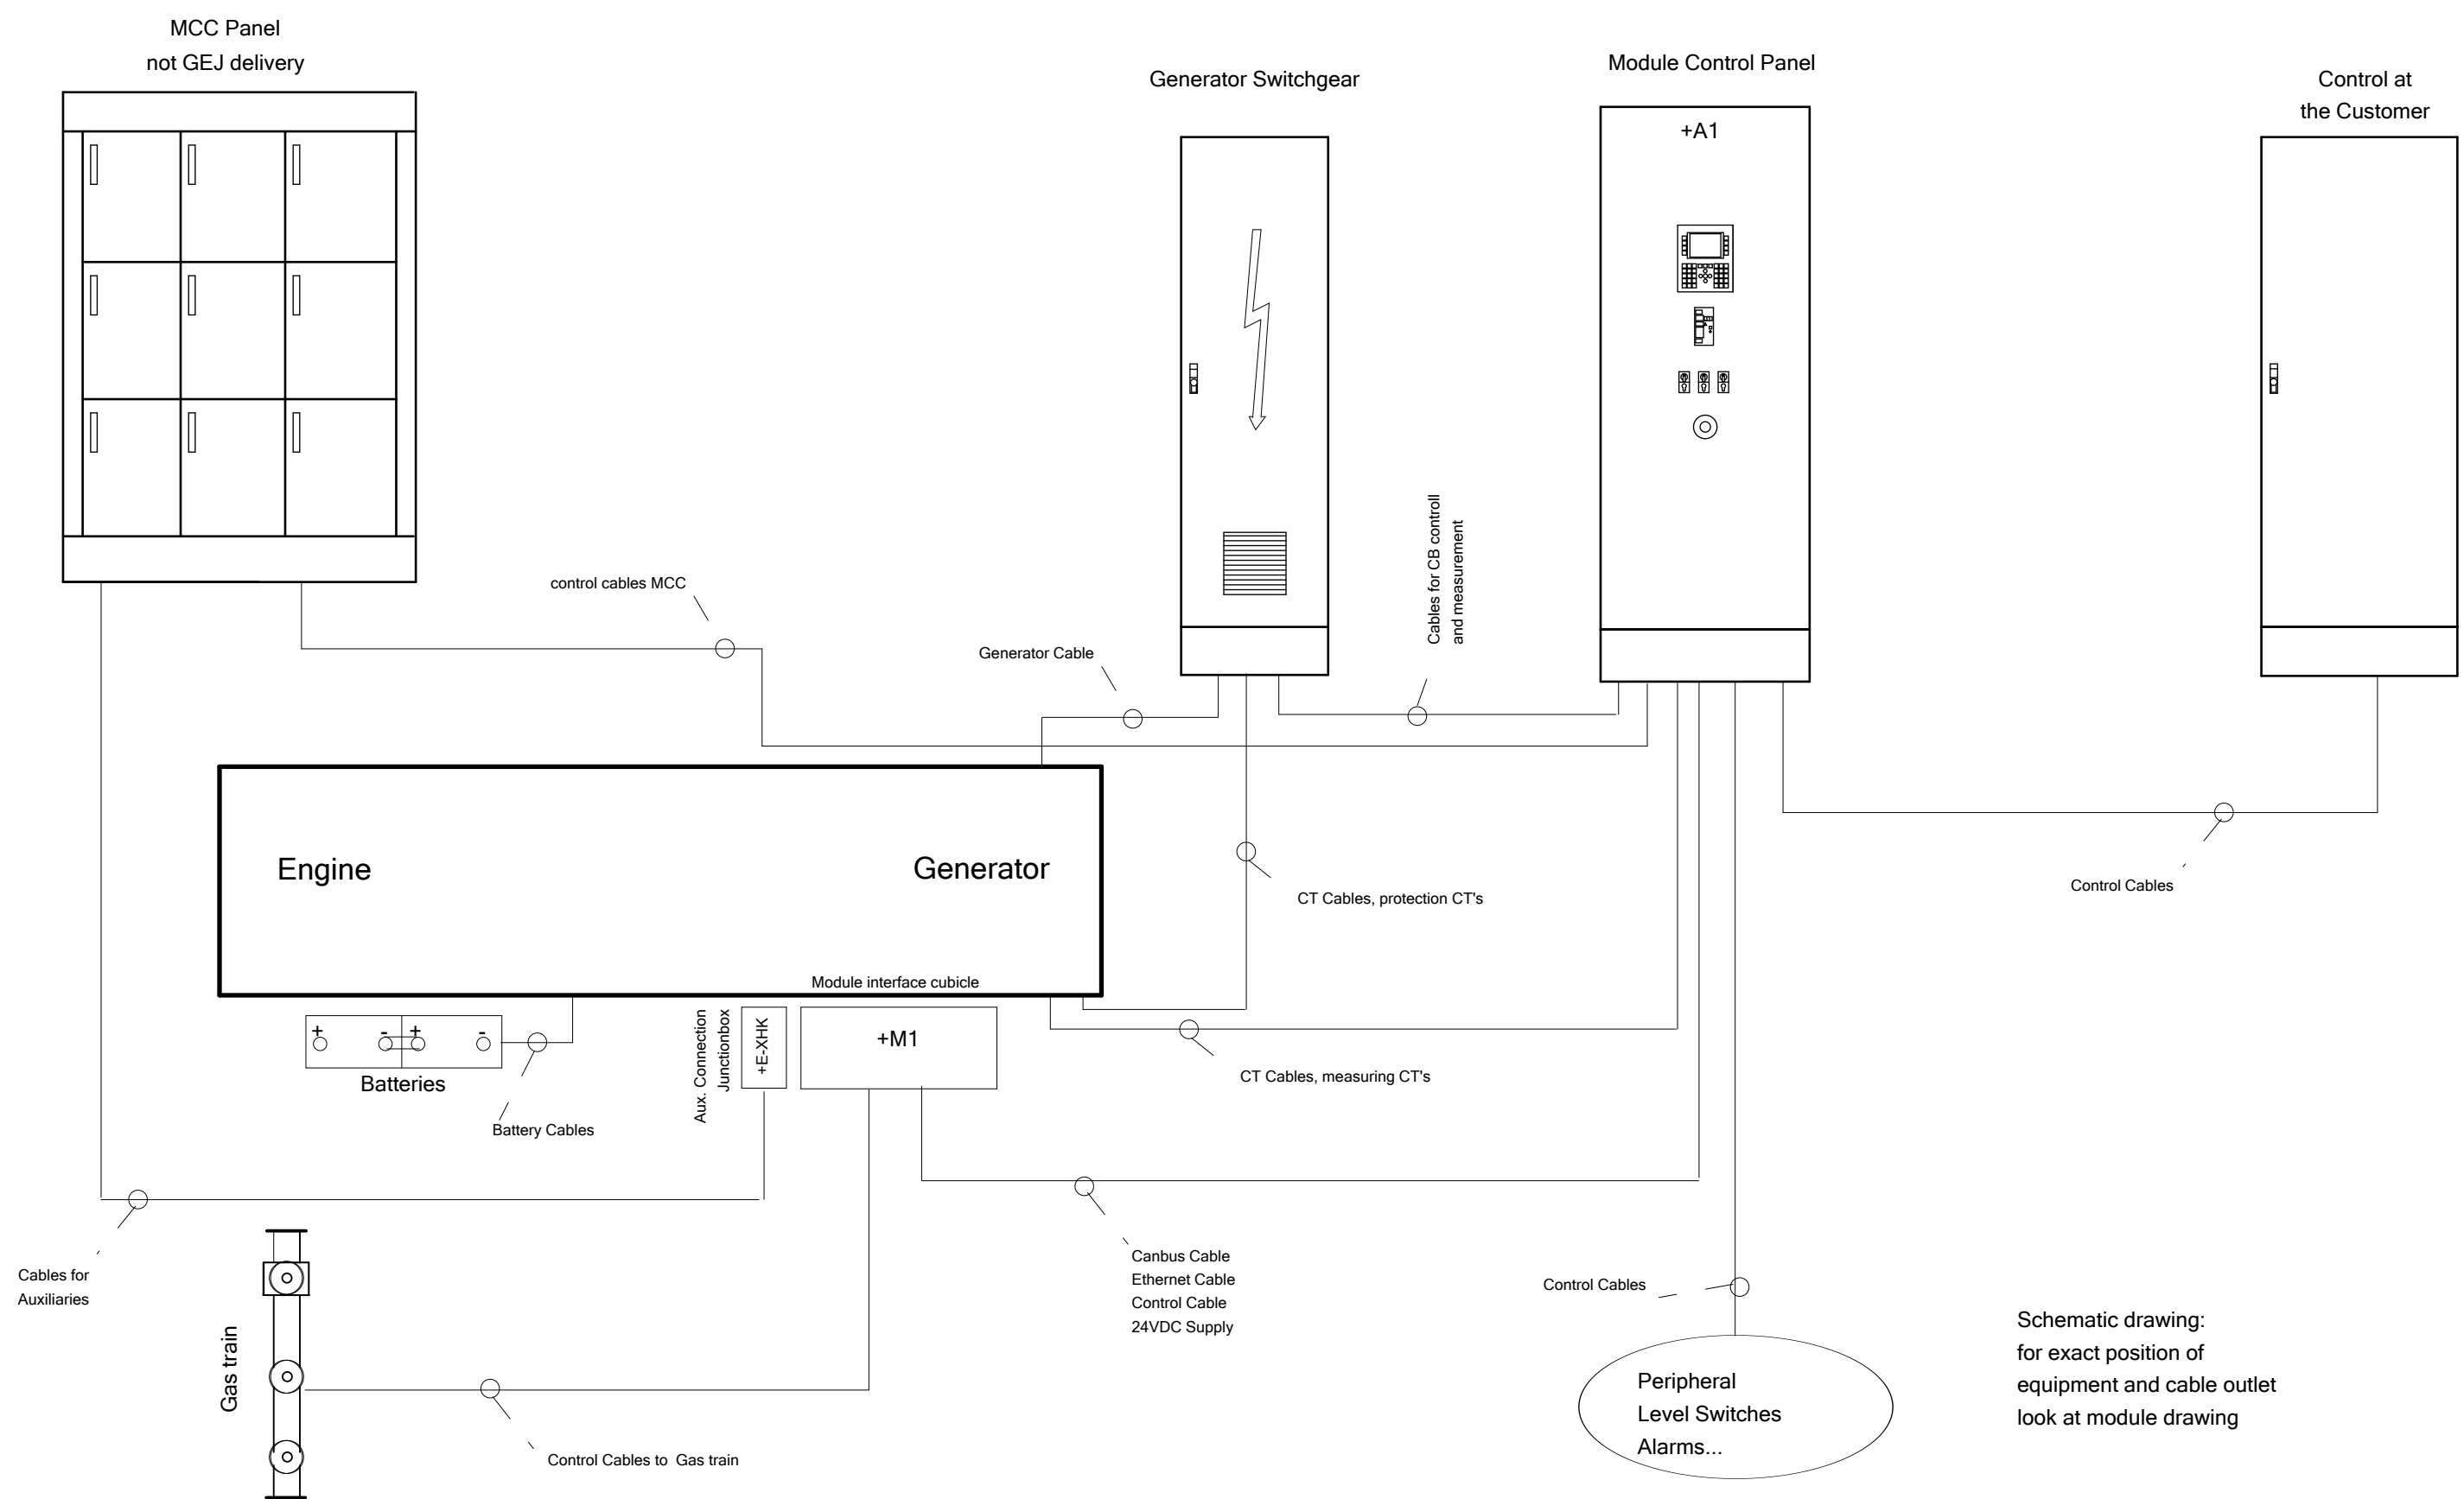 MCC Panel
not GEJ delivery
Generator Switchgear
Module Control Panel
Control at
the Customer
+A1
control cables MCC
Generator Cable
Cables for CB controll
and measurement
Engine
Generator
CT Cables, protection CT's
Control Cables
Module interface cubicle
+ - + -
Batteries
Battery Cables
Aux. Connection
Junctionbox
+E-XHK
+M1
CT Cables, measuring CT's
Cables for
Auxiliaries
Canbus Cable
Ethernet Cable
Control Cable
24VDC Supply
Control Cables
Gas train
Control Cables to Gas train
Peripheral
Level Switches
Alarms...
Schematic drawing:
for exact position of
equipment and cable outlet
look at module drawing